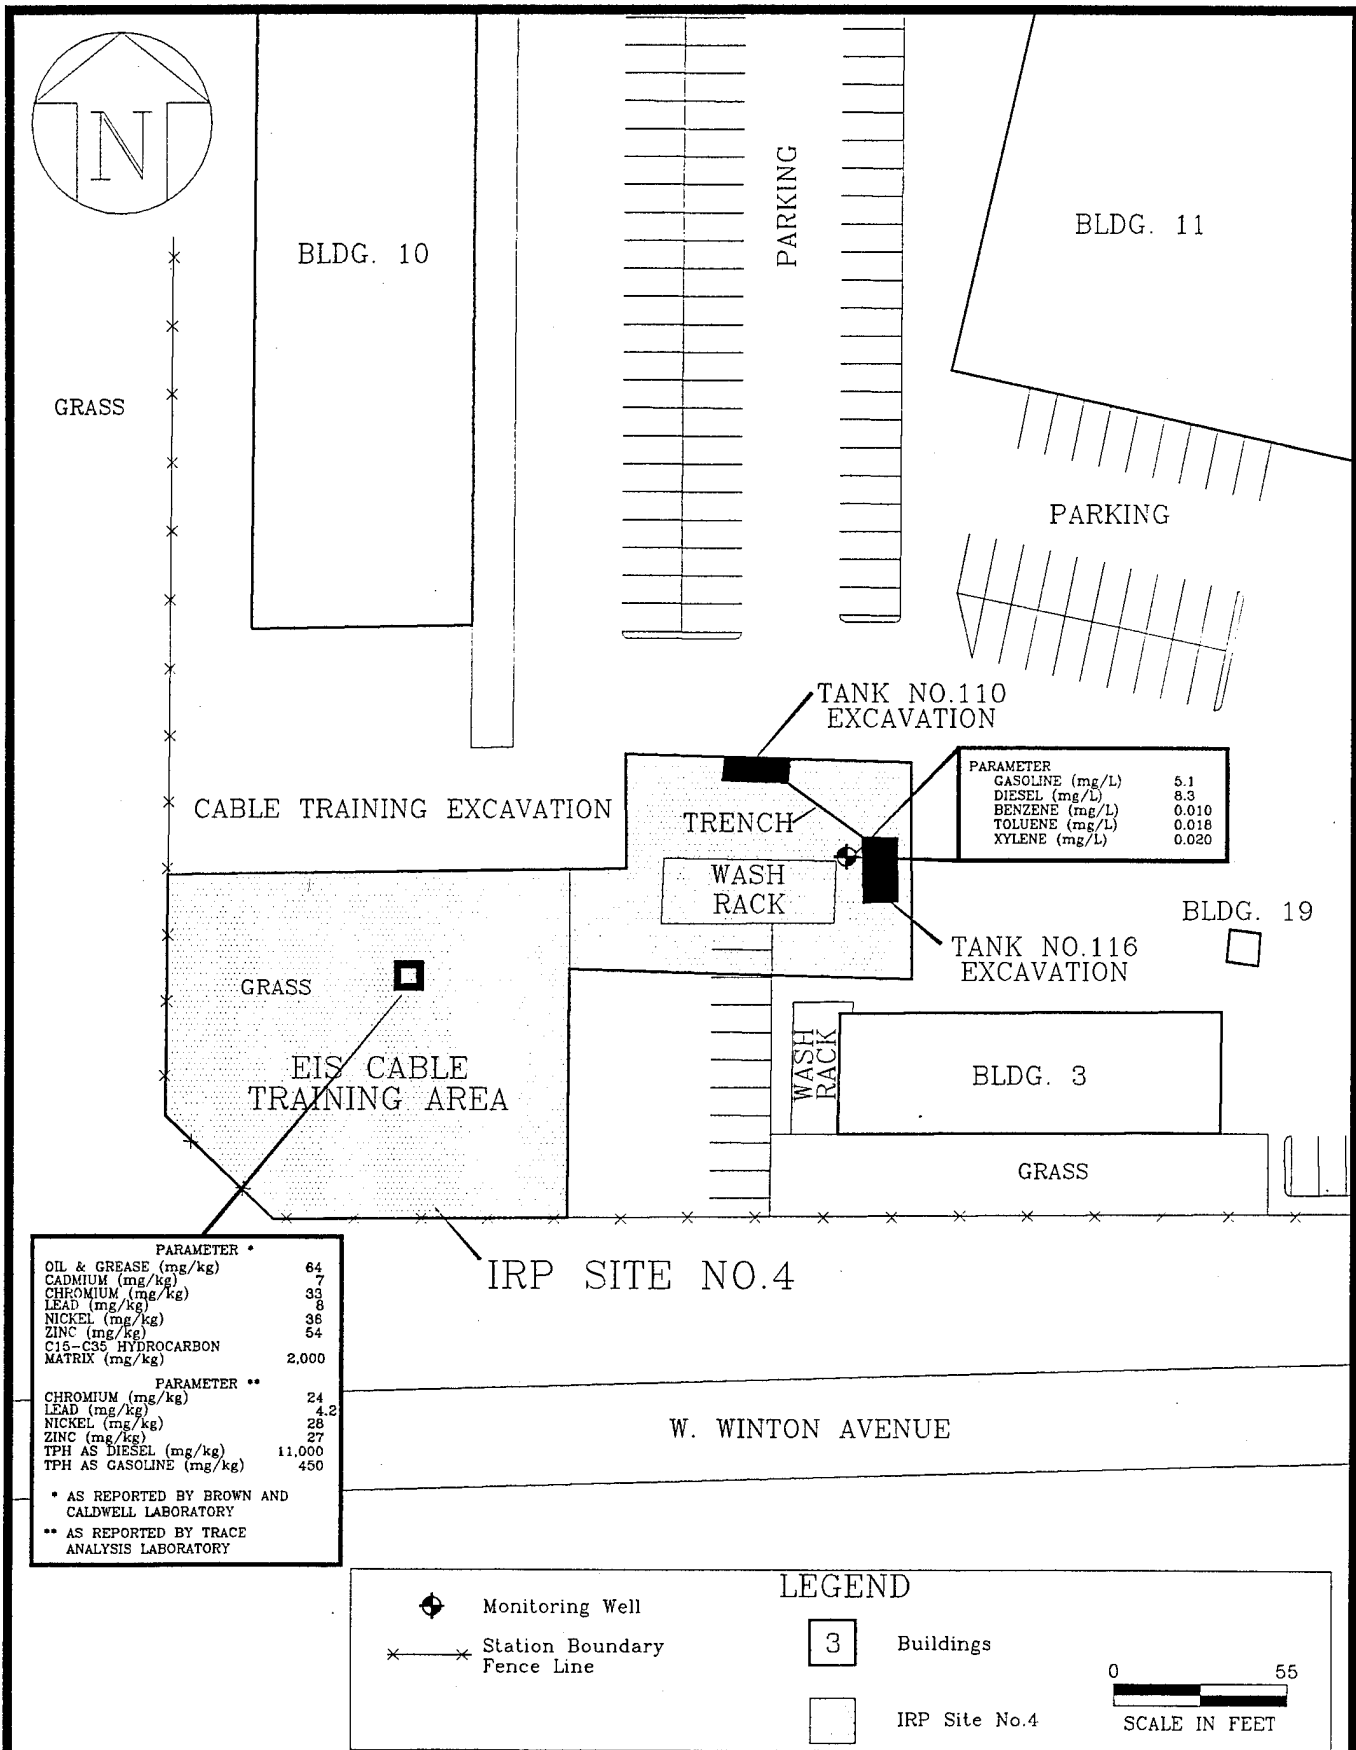 N
BLDG. 10
PARKING
BLDG. 11
GRASS
PARKING
TANK NO.110
EXCAVATION
PARAMETER
GASOLINE (mg/L) 5.1
DIESEL (mg/L) 8.3
BENZENE (mg/L) 0.010
TOLUENE (mg/L) 0.018
XYLENE (mg/L) 0.020
CABLE TRAINING EXCAVATION
TRENCH
WASH
RACK
BLDG. 19
TANK NO.116
EXCAVATION
GRASS
EIS CABLE
TRAINING AREA
WASH
RACK
BLDG. 3
GRASS
IRP SITE NO.4
PARAMETER *
OIL & GREASE (mg/kg) 64
CADMIUM (mg/kg) 7
CHROMIUM (mg/kg) 33
LEAD (mg/kg) 8
NICKEL (mg/kg) 36
ZINC (mg/kg) 54
C15-C35 HYDROCARBON
MATRIX (mg/kg) 2,000
PARAMETER **
CHROMIUM (mg/kg) 24
LEAD (mg/kg) 4.2
NICKEL (mg/kg) 28
ZINC (mg/kg) 27
TPH AS DIESEL (mg/kg) 11,000
TPH AS GASOLINE (mg/kg) 450
* AS REPORTED BY BROWN AND
CALDWELL LABORATORY
** AS REPORTED BY TRACE
ANALYSIS LABORATORY
W. WINTON AVENUE
LEGEND
Monitoring Well
Station Boundary
Fence Line
3 Buildings
IRP Site No.4
0 55
SCALE IN FEET